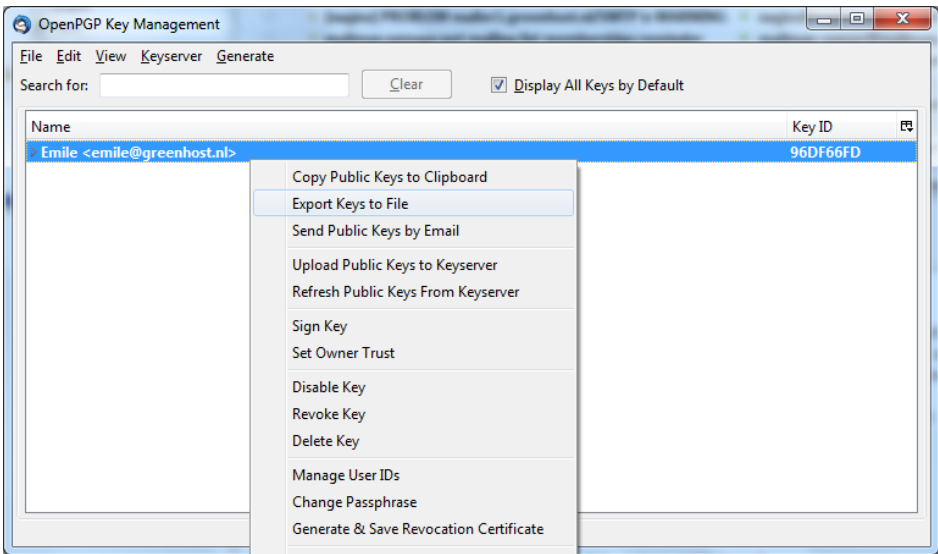 OpenPGP Key Management
File Edit View Keyserver Generate
Search for: Clear Display All Keys by Default
Name Key ID
Emile <emile@greenhost.nl> 96DF66FD
Copy Public Keys to Clipboard
Export Keys to File
Send Public Keys by Email
Upload Public Keys to Keyserver
Refresh Public Keys From Keyserver
Sign Key
Set Owner Trust
Disable Key
Revoke Key
Delete Key
Manage User IDs
Change Passphrase
Generate & Save Revocation Certificate